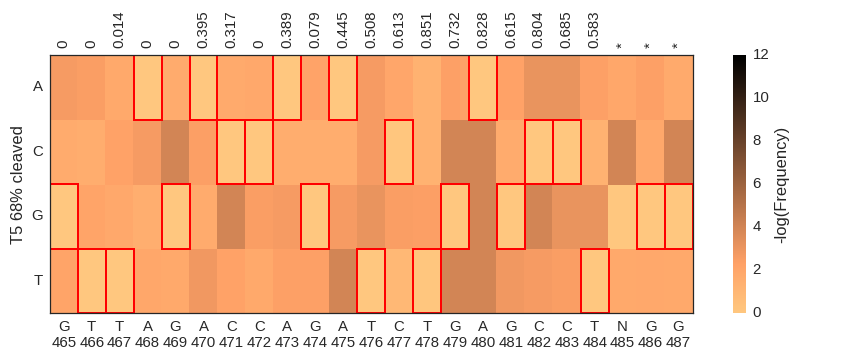 0 0 0.014 0 0 0.395 0.317 0 0.389 0.079 0.445 0.508 0.613 0.851 0.732 0.828 0.615 0.804 0.685 0.583 * * *
T5 68% cleaved
A
C
G
T
G T T A G A C C A G A T C T G A G C C T N G G
465 466 467 468 469 470 471 472 473 474 475 476 477 478 479 480 481 482 483 484 485 486 487
12
10
8
6
4
2
0
-log(Frequency)